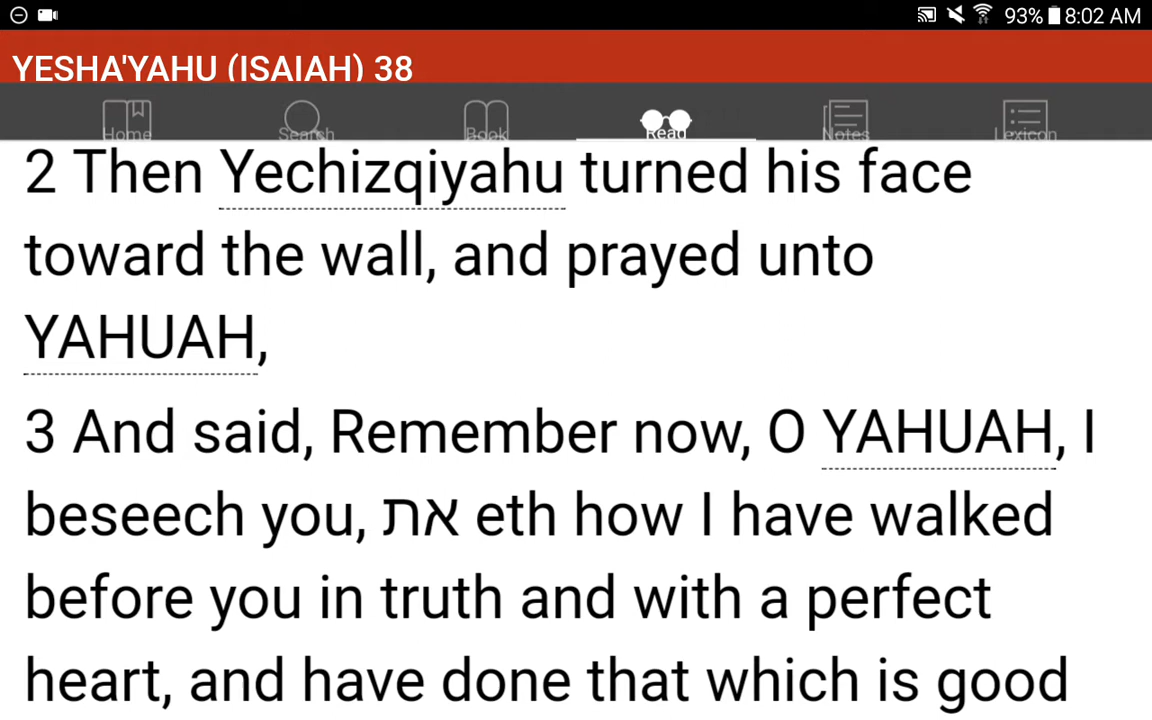 93% 8:02 AM
YESHA'YAHU (ISAIAH) 38
Home Search Book Read Notes Lexicon
2 Then Yechizqiyahu turned his face
toward the wall, and prayed unto
YAHUAH,
3 And said, Remember now, O YAHUAH, I
beseech you, את eth how I have walked
before you in truth and with a perfect
heart, and have done that which is good